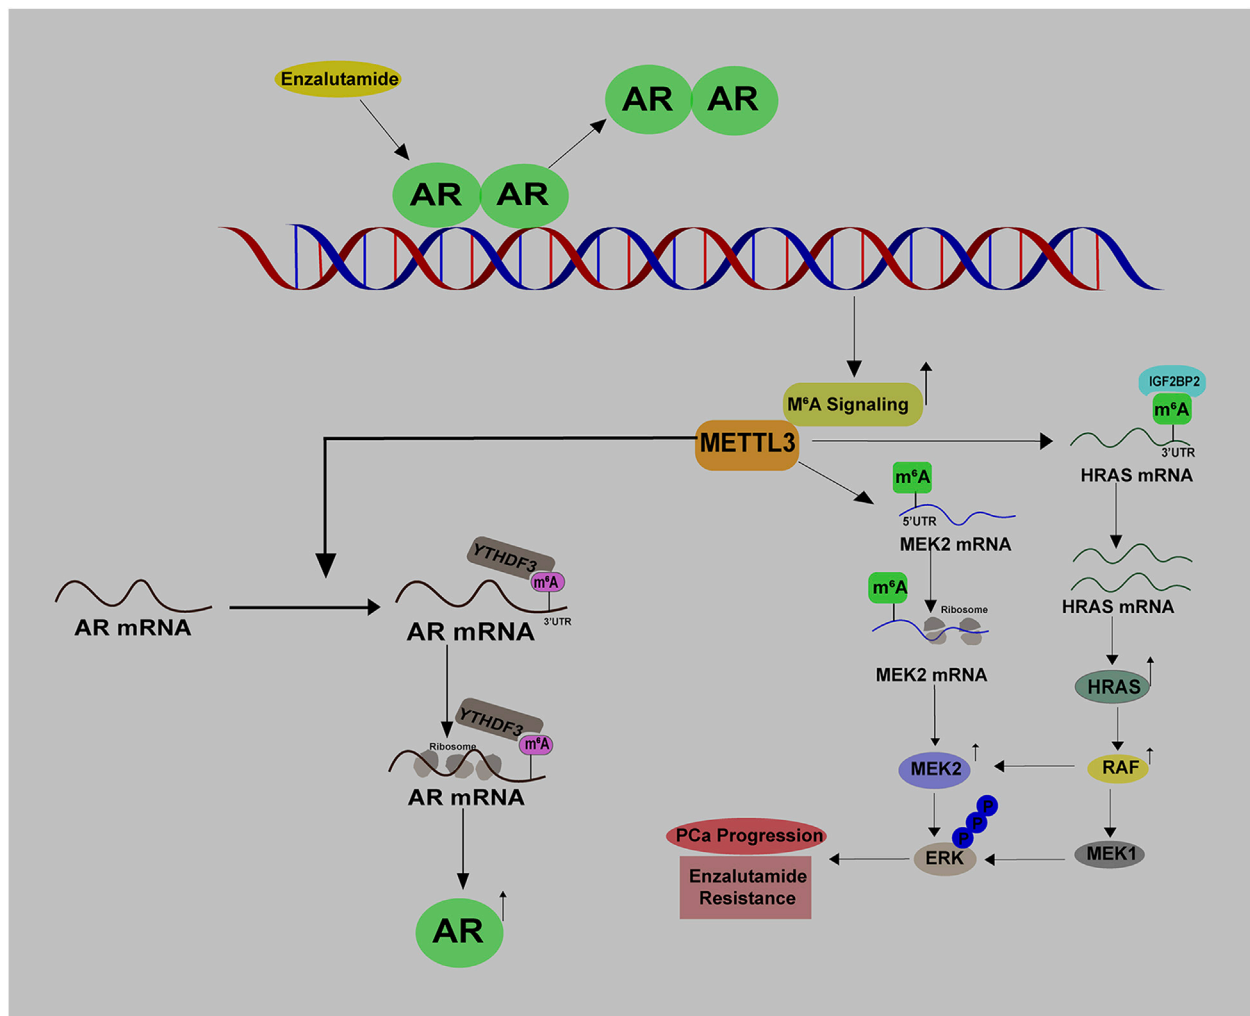 Enzalutamide
AR AR
AR AR
M⁶A Signaling
METTL3
IGF2BP2
m⁶A
3'UTR
HRAS mRNA
m⁶A
5'UTR
MEK2 mRNA
HRAS mRNA
m⁶A
Ribosome
MEK2 mRNA
HRAS
MEK2
RAF
P
P
P
ERK
MEK1
PCa Progression
Enzalutamide
Resistance
AR mRNA
YTHDF3
m⁶A
3'UTR
AR mRNA
YTHDF3
m⁶A
Ribosome
AR mRNA
AR